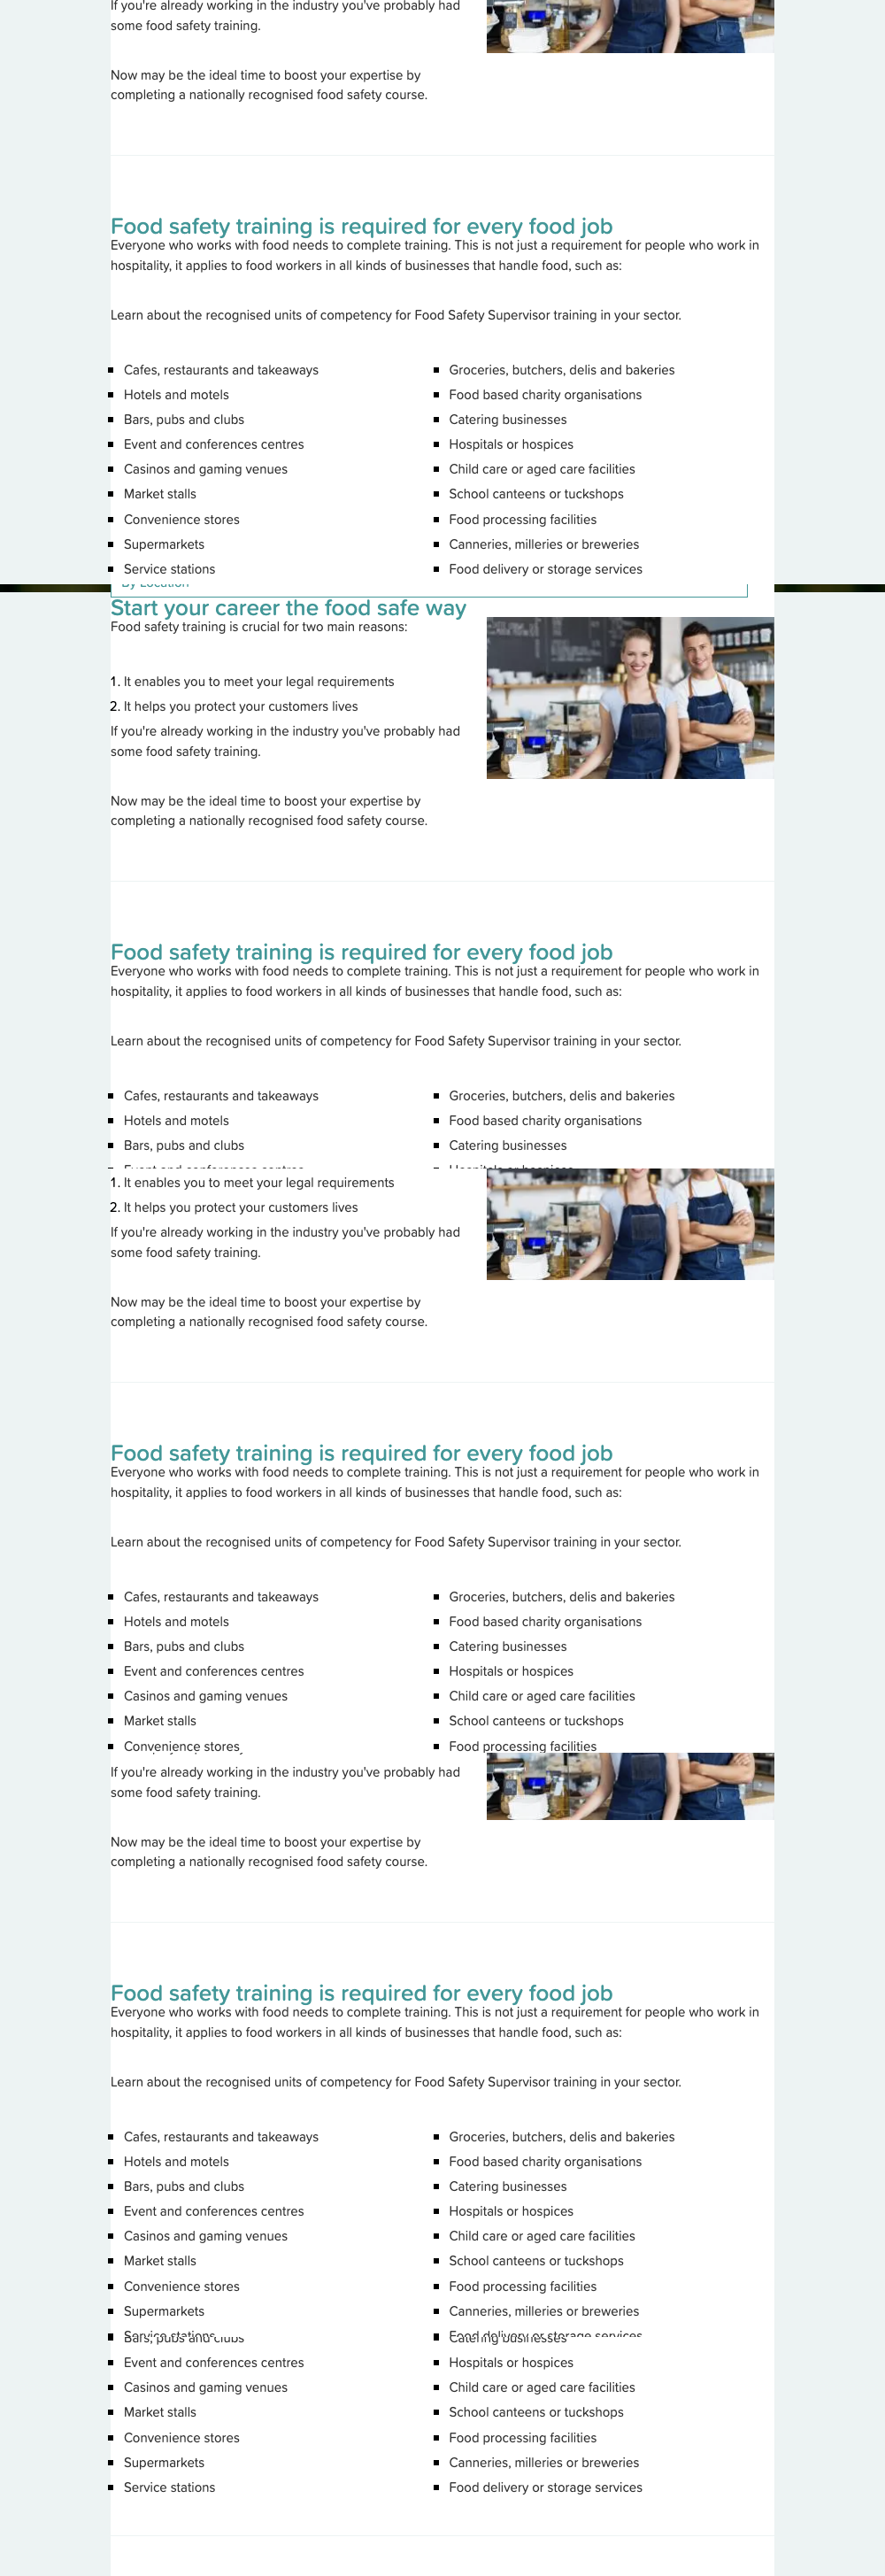 If you're already working in the industry you've probably had
some food safety training.
Now may be the ideal time to boost your expertise by
completing a nationally recognised food safety course.
Food safety training is required for every food job
Everyone who works with food needs to complete training. This is not just a requirement for people who work in
hospitality, it applies to food workers in all kinds of businesses that handle food, such as:
Learn about the recognised units of competency for Food Safety Supervisor training in your sector.
Cafes, restaurants and takeaways
Hotels and motels
Bars, pubs and clubs
Event and conferences centres
Casinos and gaming venues
Market stalls
Convenience stores
Supermarkets
Service stations
Groceries, butchers, delis and bakeries
Food based charity organisations
Catering businesses
Hospitals or hospices
Child care or aged care facilities
School canteens or tuckshops
Food processing facilities
Canneries, milleries or breweries
Food delivery or storage services
By Location
Start your career the food safe way
Food safety training is crucial for two main reasons:
1. It enables you to meet your legal requirements
2. It helps you protect your customers lives
If you're already working in the industry you've probably had
some food safety training.
Now may be the ideal time to boost your expertise by
completing a nationally recognised food safety course.
Food safety training is required for every food job
Everyone who works with food needs to complete training. This is not just a requirement for people who work in
hospitality, it applies to food workers in all kinds of businesses that handle food, such as:
Learn about the recognised units of competency for Food Safety Supervisor training in your sector.
Cafes, restaurants and takeaways
Hotels and motels
Bars, pubs and clubs
Event and conferences centres
Groceries, butchers, delis and bakeries
Food based charity organisations
Catering businesses
Hospitals or hospices
1. It enables you to meet your legal requirements
2. It helps you protect your customers lives
If you're already working in the industry you've probably had
some food safety training.
Now may be the ideal time to boost your expertise by
completing a nationally recognised food safety course.
Food safety training is required for every food job
Everyone who works with food needs to complete training. This is not just a requirement for people who work in
hospitality, it applies to food workers in all kinds of businesses that handle food, such as:
Learn about the recognised units of competency for Food Safety Supervisor training in your sector.
Cafes, restaurants and takeaways
Hotels and motels
Bars, pubs and clubs
Event and conferences centres
Casinos and gaming venues
Market stalls
Convenience stores
Groceries, butchers, delis and bakeries
Food based charity organisations
Catering businesses
Hospitals or hospices
Child care or aged care facilities
School canteens or tuckshops
Food processing facilities
If you're already working in the industry you've probably had
some food safety training.
Now may be the ideal time to boost your expertise by
completing a nationally recognised food safety course.
Food safety training is required for every food job
Everyone who works with food needs to complete training. This is not just a requirement for people who work in
hospitality, it applies to food workers in all kinds of businesses that handle food, such as:
Learn about the recognised units of competency for Food Safety Supervisor training in your sector.
Cafes, restaurants and takeaways
Hotels and motels
Bars, pubs and clubs
Event and conferences centres
Casinos and gaming venues
Market stalls
Convenience stores
Supermarkets
Service stations
Groceries, butchers, delis and bakeries
Food based charity organisations
Catering businesses
Hospitals or hospices
Child care or aged care facilities
School canteens or tuckshops
Food processing facilities
Canneries, milleries or breweries
Food delivery or storage services
Bars, pubs and clubs
Event and conferences centres
Casinos and gaming venues
Market stalls
Convenience stores
Supermarkets
Service stations
Catering businesses
Hospitals or hospices
Child care or aged care facilities
School canteens or tuckshops
Food processing facilities
Canneries, milleries or breweries
Food delivery or storage services